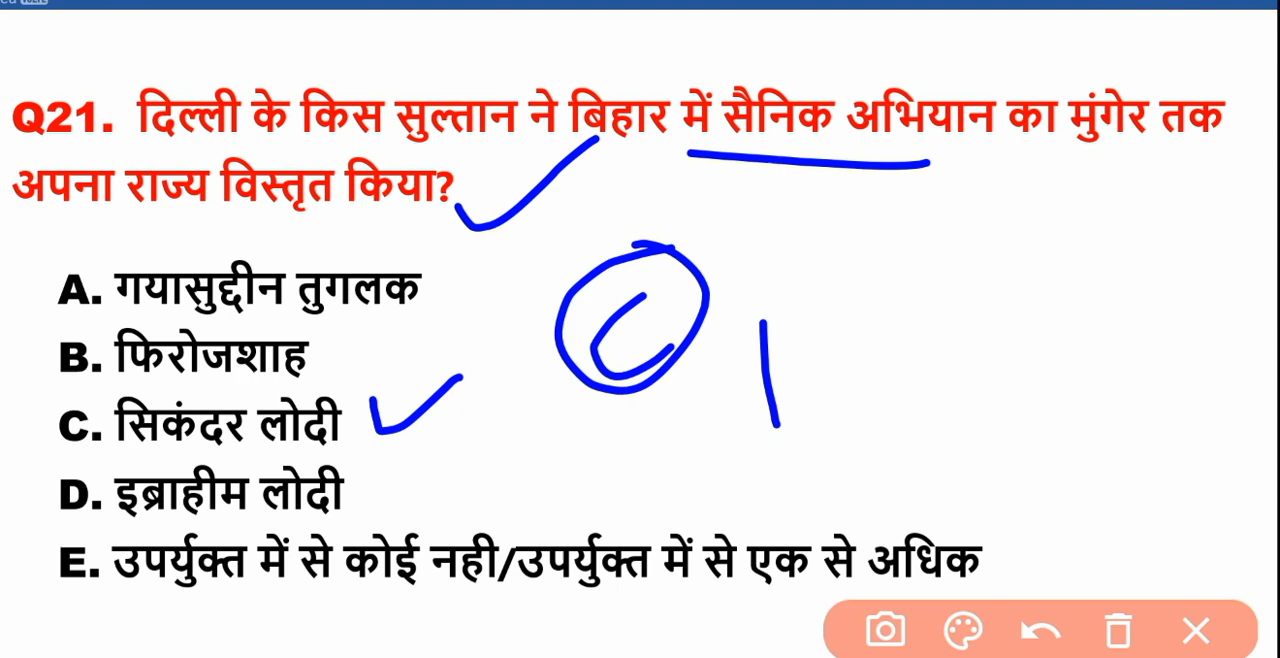 Q21. दिल्ली के किस सुल्तान ने बिहार में सैनिक अभियान का मुंगेर तक
अपना राज्य विस्तृत किया?
A. गयासुद्दीन तुगलक
B. फिरोजशाह
C. सिकंदर लोदी
D. इब्राहीम लोदी
E. उपर्युक्त में से कोई नही/उपर्युक्त में से एक से अधिक
C